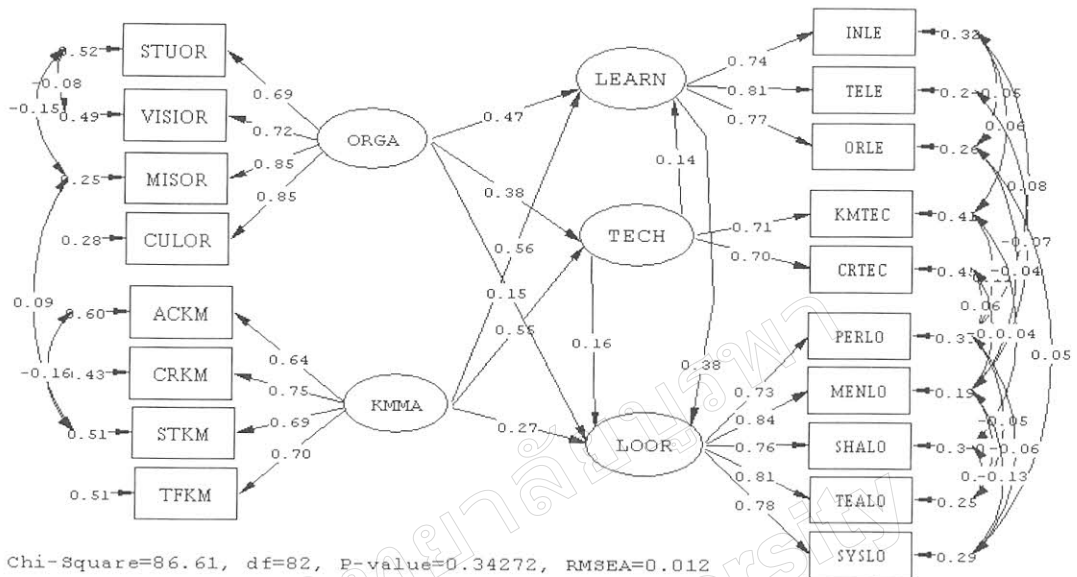 0.52 STUOR
-0.08
-0.15
0.49 VISIOR
0.25 MISOR
0.28 CULOR
0.09
0.60 ACKM
-0.16
0.43 CRKM
0.51 STKM
0.51 TFKM
0.69
0.72
0.85
0.85
ORGA
0.64
0.75
0.69
0.70
KMMA
0.47
0.38
0.15
0.56
0.55
0.27
LEARN
0.14
TECH
0.16
0.38
LOOR
0.74
0.81
0.77
0.71
0.70
0.73
0.84
0.76
0.81
0.78
INLE 0.32
TELE
ORLE 0.26
KMTEC 0.41
CRTEC
PERLO
MENLO 0.19
SHALO
TEALO 0.25
SYSLO 0.29
0.06
0.08
-0.07
-0.04
0.06
0.04
0.05
-0.05
-0.06
-0.13
Chi-Square=86.61, df=82, P-value=0.34272, RMSEA=0.012